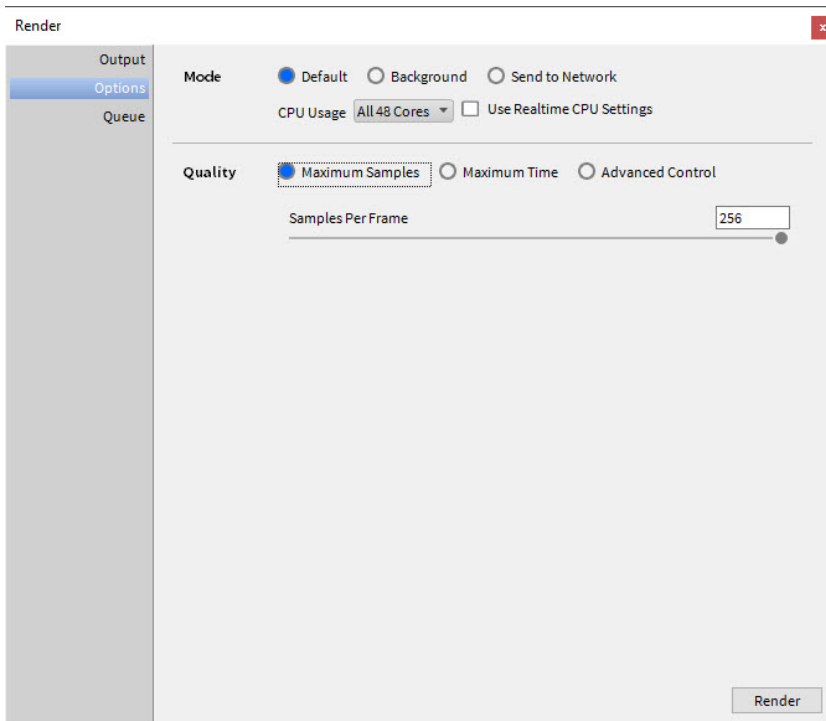 Render
x
Output
Options
Queue
Mode Default Background Send to Network
CPU Usage All 48 Cores Use Realtime CPU Settings
Quality Maximum Samples Maximum Time Advanced Control
Samples Per Frame 256
Render